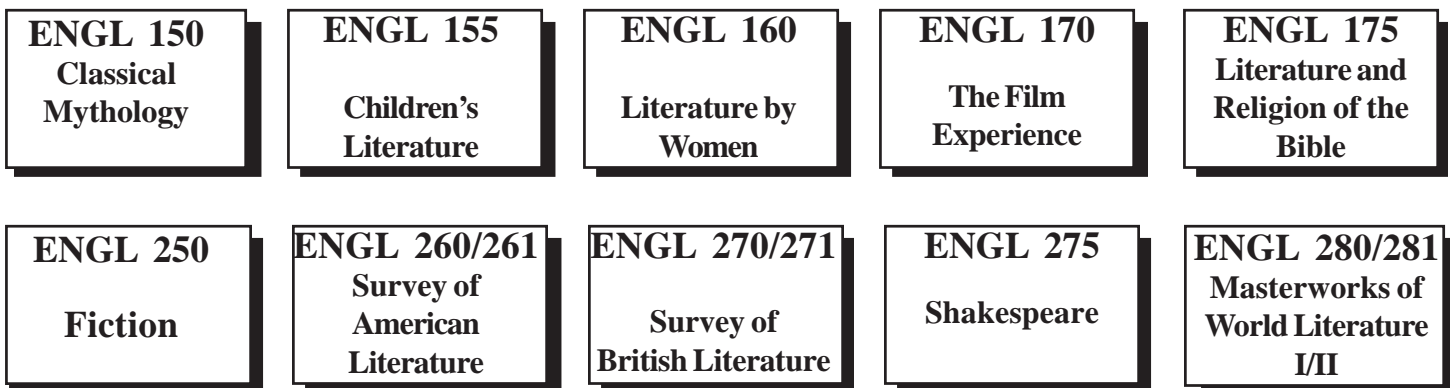 ENGL 150
Classical
Mythology
ENGL 155
Children’s
Literature
ENGL 160
Literature by
Women
ENGL 170
The Film
Experience
ENGL 175
Literature and
Religion of the
Bible
ENGL 250
Fiction
ENGL 260/261
Survey of
American
Literature
ENGL 270/271
Survey of
British Literature
ENGL 275
Shakespeare
ENGL 280/281
Masterworks of
World Literature
I/II